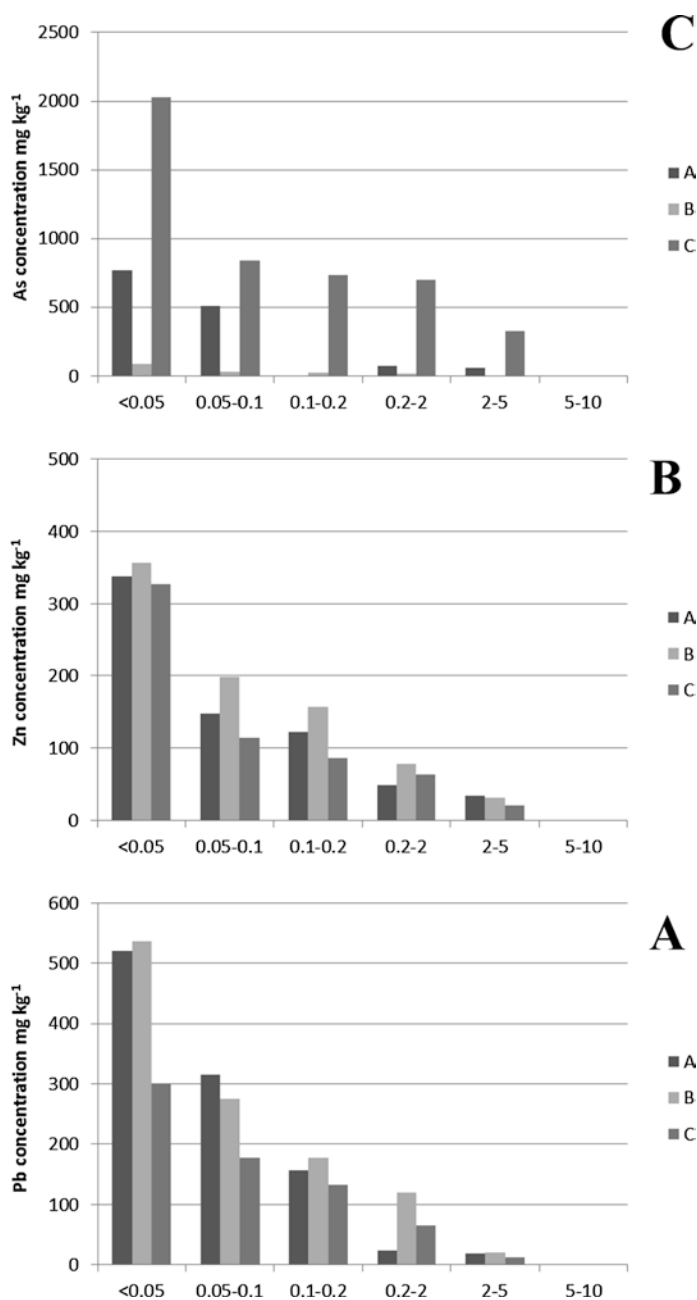 C
As concentration mg kg⁻¹
2500
2000
1500
1000
500
0
<0.05 0.05-0.1 0.1-0.2 0.2-2 2-5 5-10
A
B
C
B
Zn concentration mg kg⁻¹
500
400
300
200
100
0
<0.05 0.05-0.1 0.1-0.2 0.2-2 2-5 5-10
A
B
C
A
Pb concentration mg kg⁻¹
600
500
400
300
200
100
0
<0.05 0.05-0.1 0.1-0.2 0.2-2 2-5 5-10
A
B
C